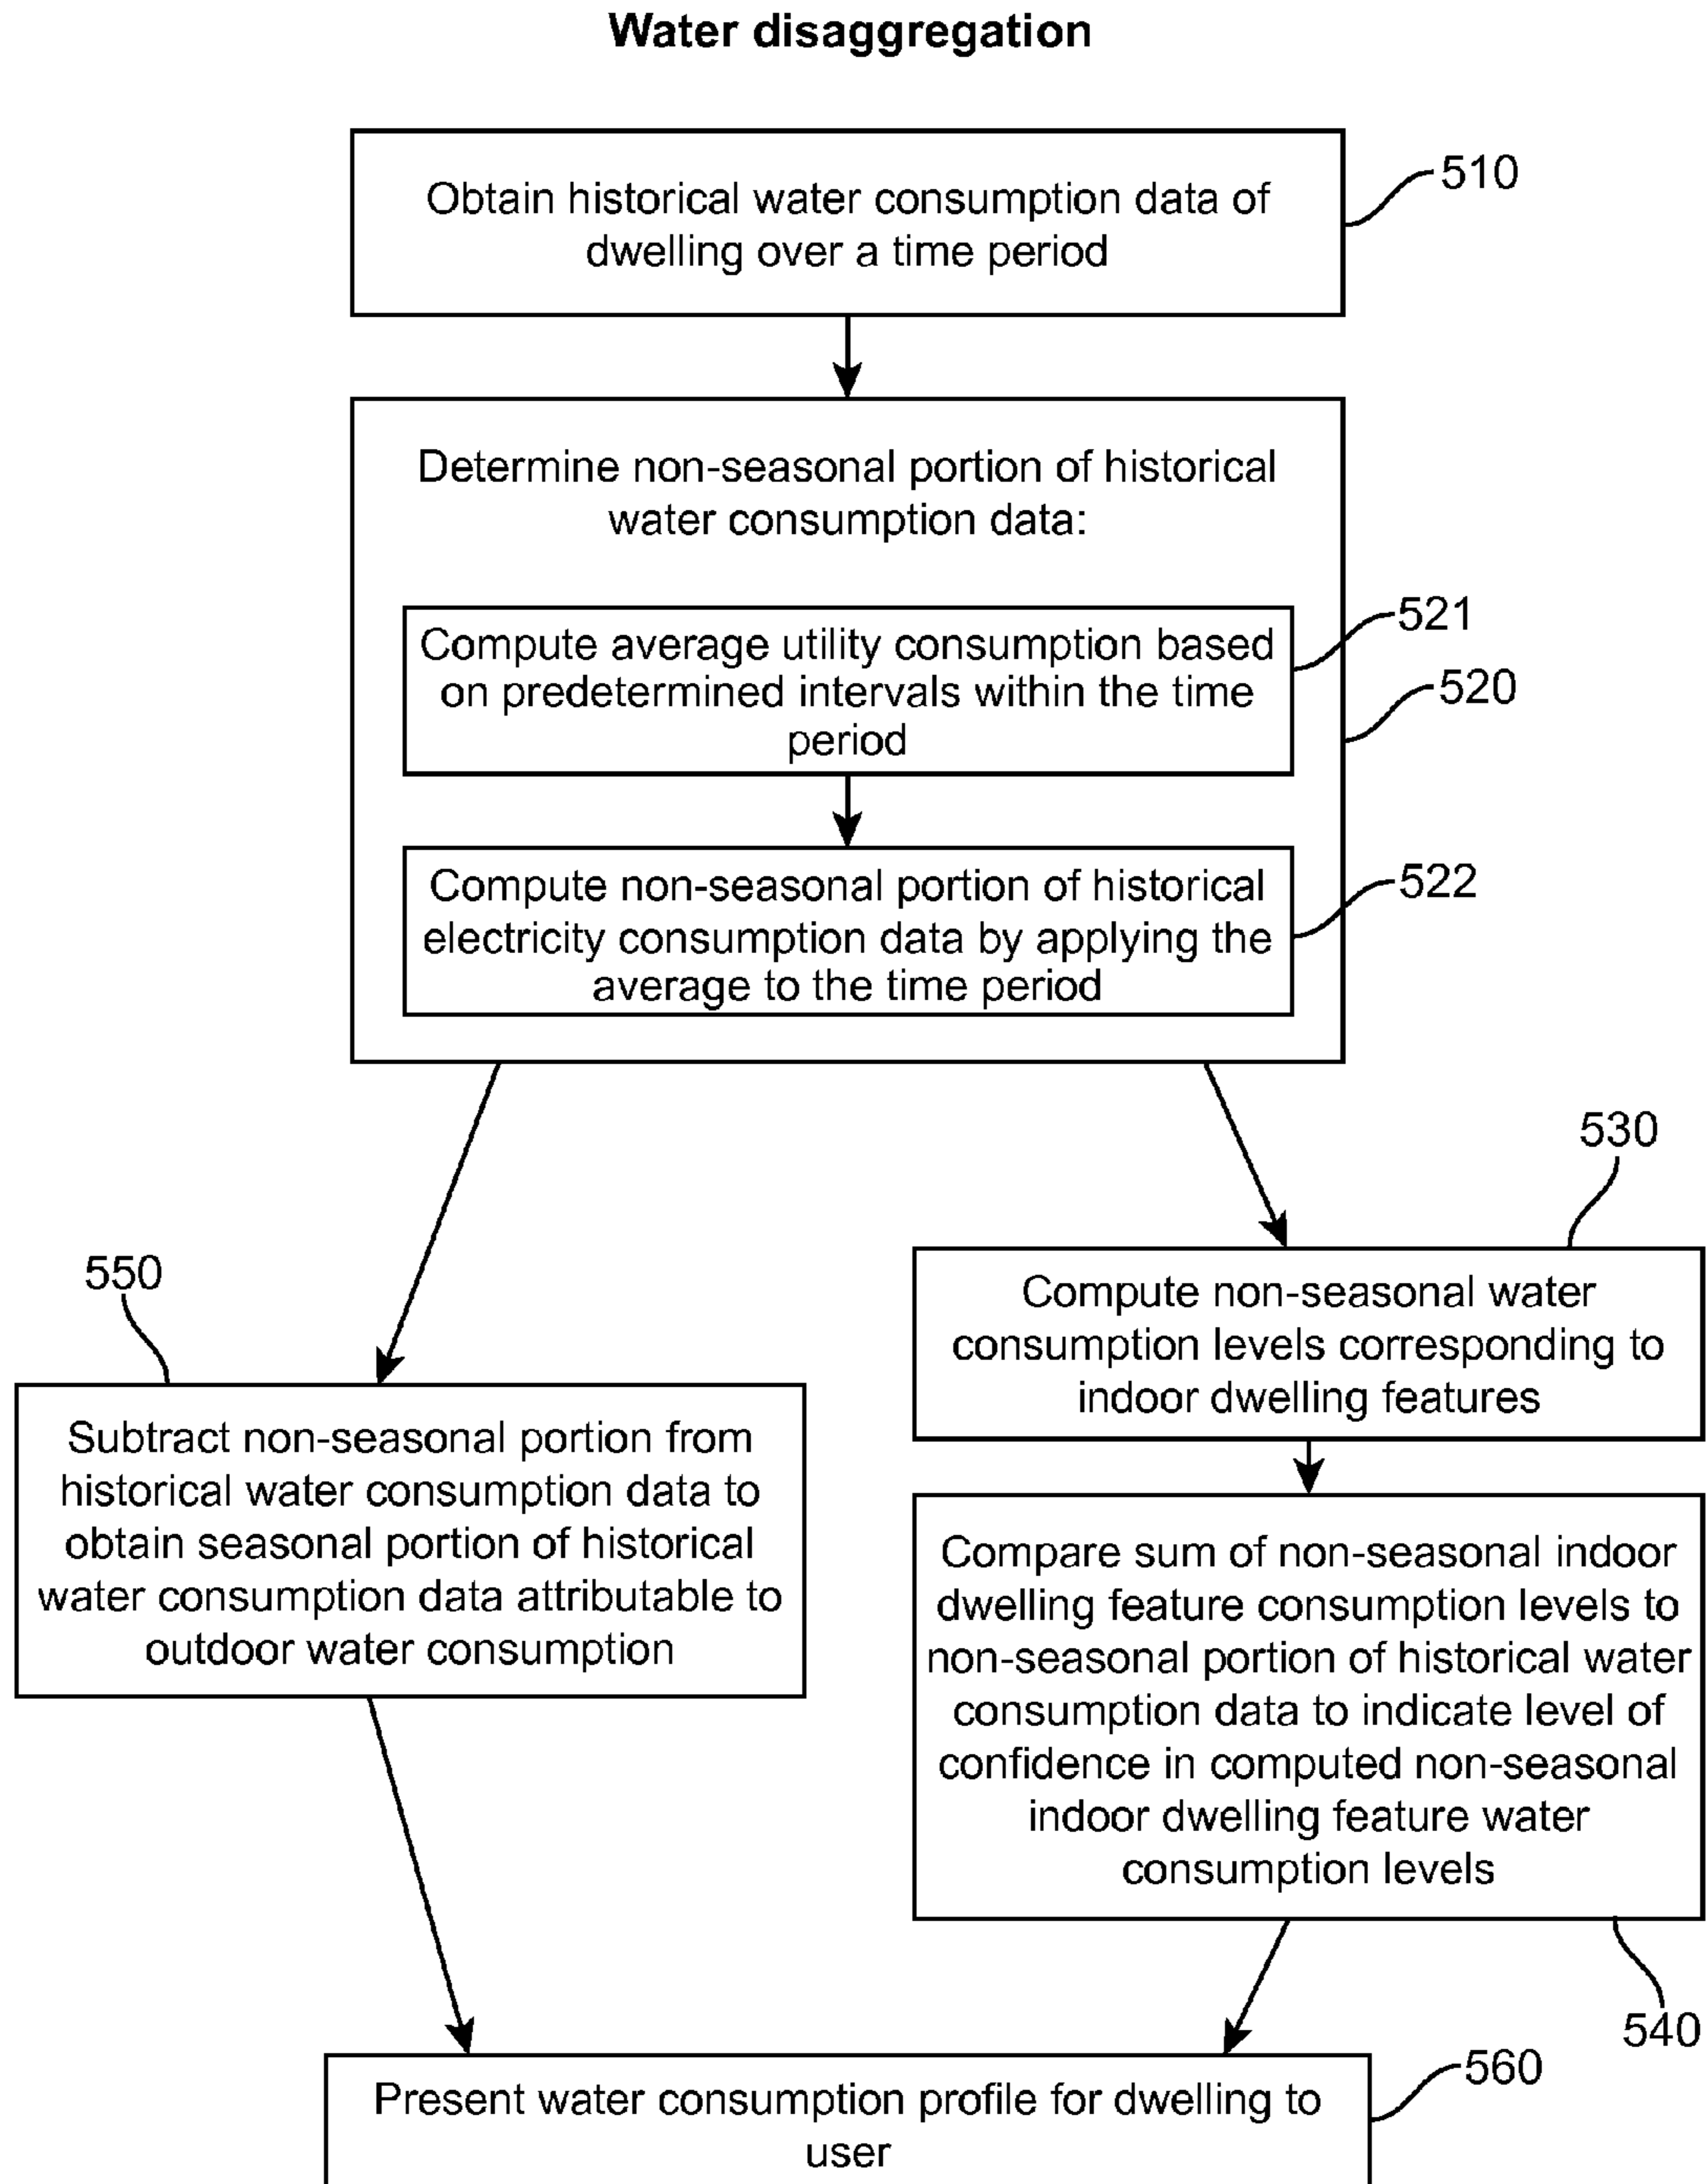 Water disaggregation
Obtain historical water consumption data of
dwelling over a time period
510
Determine non-seasonal portion of historical
water consumption data:
Compute average utility consumption based
on predetermined intervals within the time
period
521
520
Compute non-seasonal portion of historical
electricity consumption data by applying the
average to the time period
522
550
Subtract non-seasonal portion from
historical water consumption data to
obtain seasonal portion of historical
water consumption data attributable to
outdoor water consumption
530
Compute non-seasonal water
consumption levels corresponding to
indoor dwelling features
Compare sum of non-seasonal indoor
dwelling feature consumption levels to
non-seasonal portion of historical water
consumption data to indicate level of
confidence in computed non-seasonal
indoor dwelling feature water
consumption levels
540
560
Present water consumption profile for dwelling to
user